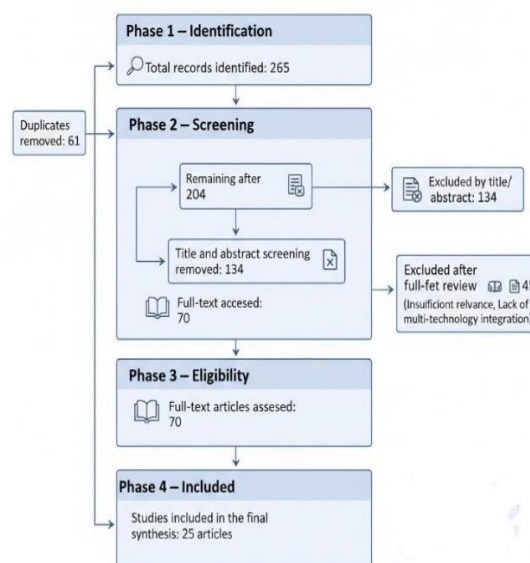 Phase 1 – Identification
Total records identified: 265
Duplicates
removed: 61
Phase 2 – Screening
Remaining after
204
Excluded by title/
abstract: 134
Title and abstract screening
removed: 134
Full-text accesed:
70
Excluded after
full-fet review
(Insuficient relvance, Lack of
multi-technology integration)
Phase 3 – Eligibility
Full-text articles assesed:
70
Phase 4 – Included
Studies included in the final
synthesis: 25 articles